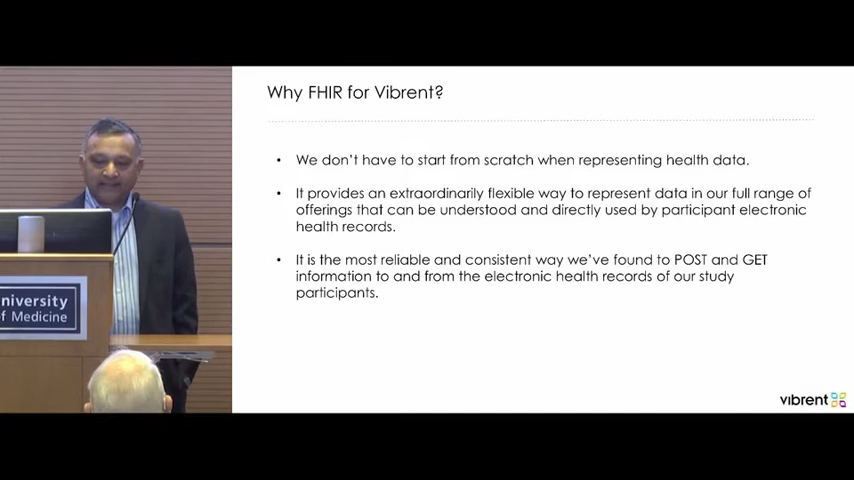 Why FHIR for Vibrent?
• We don't have to start from scratch when representing health data.
• It provides an extraordinarily flexible way to represent data in our full range of
offerings that can be understood and directly used by participant electronic
health records.
• It is the most reliable and consistent way we've found to POST and GET
information to and from the electronic health records of our study
participants.
niversity
of Medicine
vibrent